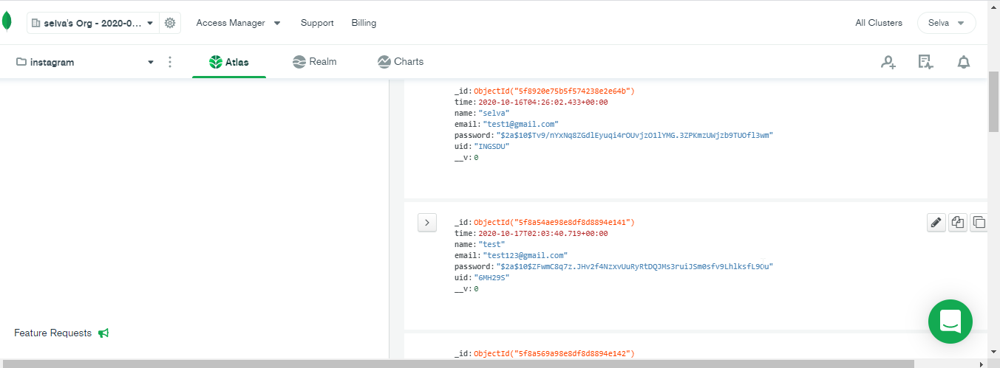 selva's Org - 2020-0...
Access Manager
Support
Billing
All Clusters
Selva
instagram
Atlas
Realm
Charts
_id: ObjectId("5f8920e75b5f574238e2e64b")
time: 2020-10-16T04:26:02.433+00:00
name: "selva"
email: "test1@gmail.com"
password: "$2a$10$Tv9/nYxNq8ZGdlEyuqi4rOUvjzO1lYMG.3ZPKmzUWjzb9TUOfl3wm"
uid: "INGSDU"
__v: 0
_id: ObjectId("5f8a54ae98e8df8d8894e141")
time: 2020-10-17T02:03:40.719+00:00
name: "test"
email: "test123@gmail.com"
password: "$2a$10$ZFwmC8q7z.JHv2f4NzxvUuRyRtDQJMs3ruiJSm0sfv9LhlksfL9Ou"
uid: "6MH29S"
__v: 0
Feature Requests
_id: ObjectId("5f8a569a98e8df8d8894e142")